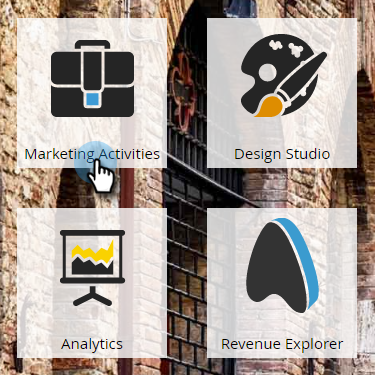 Marketing Activities
Design Studio
Analytics
Revenue Explorer